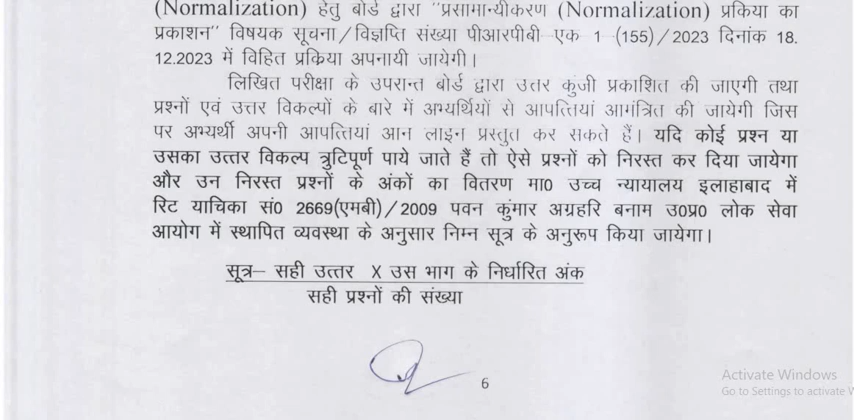 (Normalization) हेतु बोर्ड द्वारा "प्रसामान्यीकरण (Normalization) प्रकिया का
प्रकाशन" विषयक सूचना/विज्ञप्ति संख्या पीआरपीबी एक 1 (155)/2023 दिनांक 18.
12.2023 में विहित प्रकिया अपनायी जायेगी।
लिखित परीक्षा के उपरान्त बोर्ड द्वारा उत्तर कुंजी प्रकाशित की जाएगी तथा
प्रश्नों एवं उत्तर विकल्पों के बारे में अभ्यर्थियों से आपत्तियां आमंत्रित की जायेगी जिस
पर अभ्यर्थी अपनी आपत्तियां आन लाइन प्रस्तुत कर सकते हैं। यदि कोई प्रश्न या
उसका उत्तर विकल्प त्रुटिपूर्ण पाये जाते हैं तो ऐसे प्रश्नों को निरस्त कर दिया जायेगा
और उन निरस्त प्रश्नों के अंकों का वितरण मा0 उच्च न्यायालय इलाहाबाद में
रिट याचिका सं0 2669(एमबी)/2009 पवन कुमार अग्रहरि बनाम उ0प्र0 लोक सेवा
आयोग में स्थापित व्यवस्था के अनुसार निम्न सूत्र के अनुरूप किया जायेगा।
सूत्र– सही उत्तर X उस भाग के निर्धारित अंक
सही प्रश्नों की संख्या
6
Activate Windows
Go to Settings to activate W